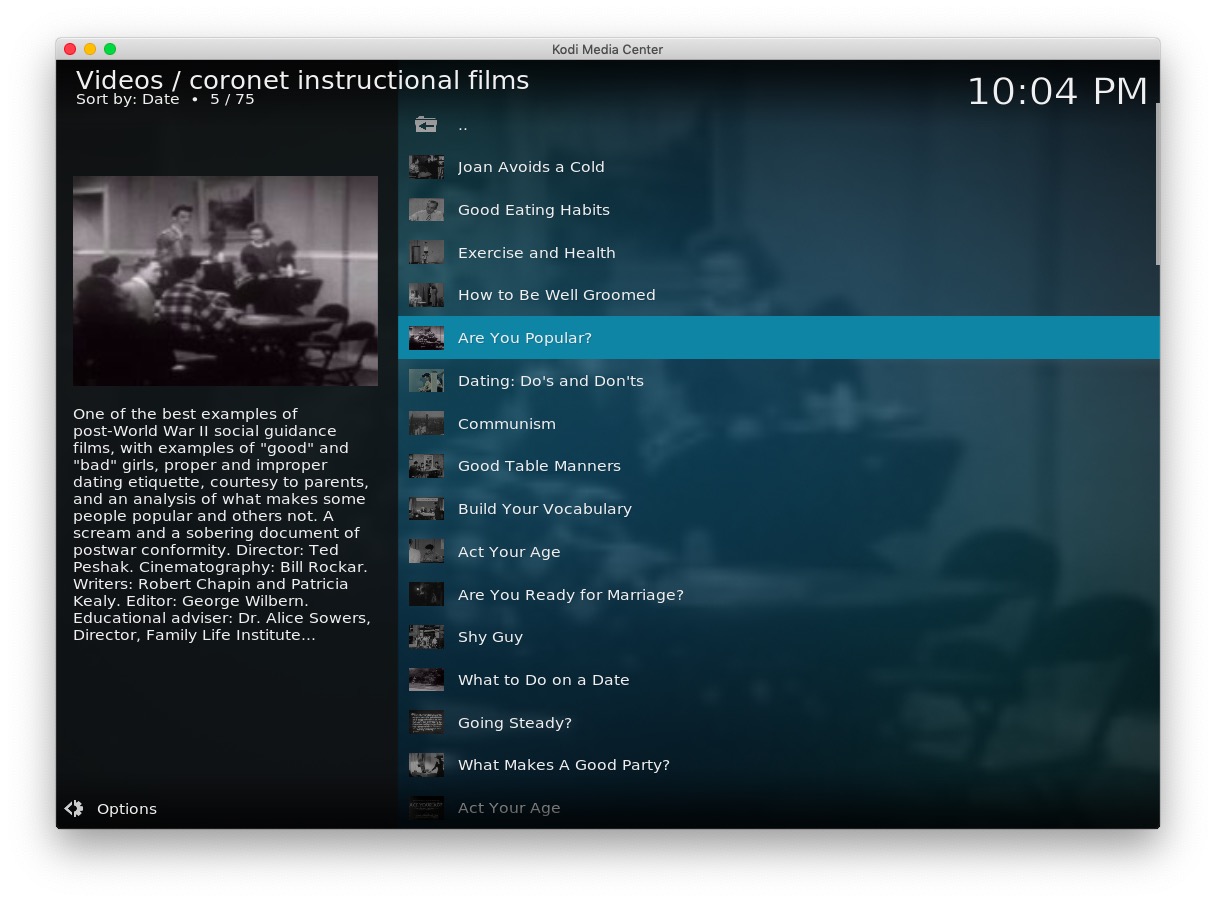 Kodi Media Center
Videos / coronet instructional films
Sort by: Date • 5 / 75
10:04 PM
One of the best examples of
post-World War II social guidance
films, with examples of "good" and
"bad" girls, proper and improper
dating etiquette, courtesy to parents,
and an analysis of what makes some
people popular and others not. A
scream and a sobering document of
postwar conformity. Director: Ted
Peshak. Cinematography: Bill Rockar.
Writers: Robert Chapin and Patricia
Kealy. Editor: George Wilbern.
Educational adviser: Dr. Alice Sowers,
Director, Family Life Institute...
..
Joan Avoids a Cold
Good Eating Habits
Exercise and Health
How to Be Well Groomed
Are You Popular?
Dating: Do's and Don'ts
Communism
Good Table Manners
Build Your Vocabulary
Act Your Age
Are You Ready for Marriage?
Shy Guy
What to Do on a Date
Going Steady?
What Makes A Good Party?
Act Your Age
Options